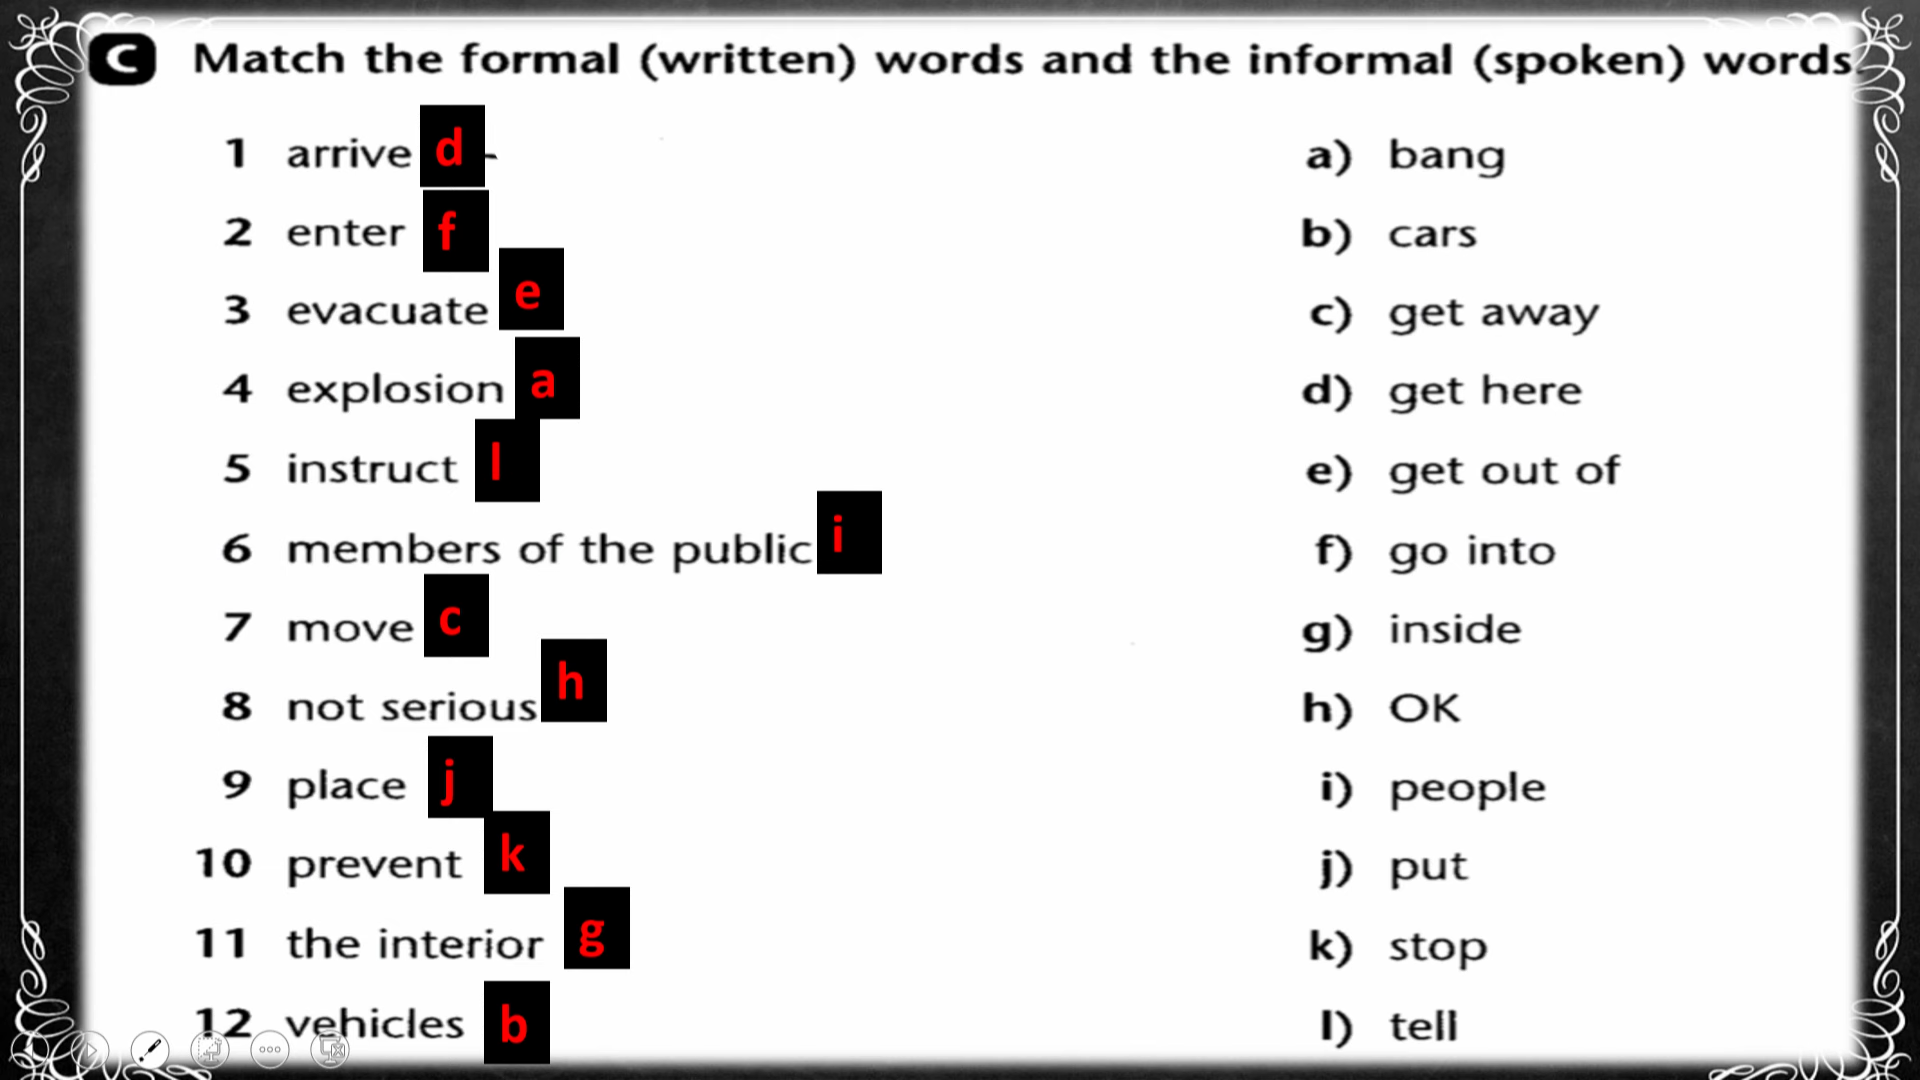 C Match the formal (written) words and the informal (spoken) words.
1 arrive d
2 enter f
3 evacuate e
4 explosion a
5 instruct l
6 members of the public i
7 move c
8 not serious h
9 place j
10 prevent k
11 the interior g
12 vehicles b
a) bang
b) cars
c) get away
d) get here
e) get out of
f) go into
g) inside
h) OK
i) people
j) put
k) stop
l) tell